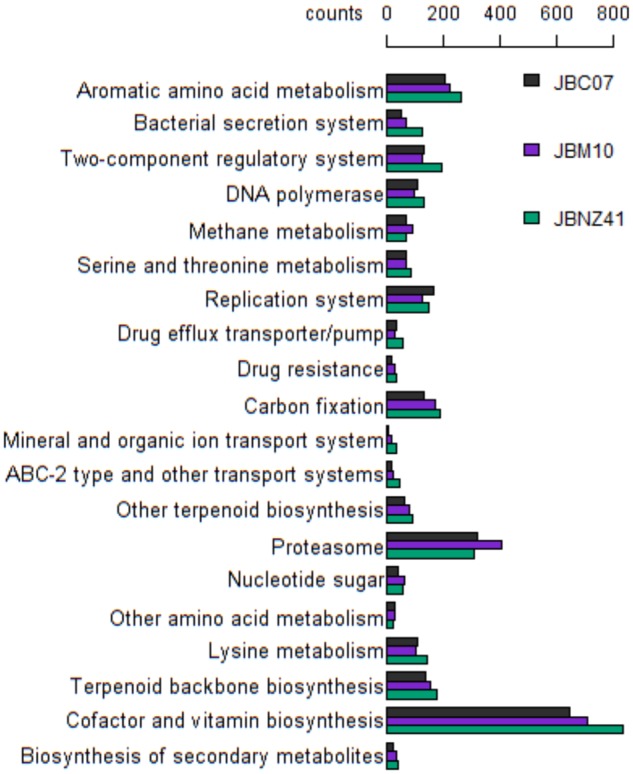 counts 0 200 400 600 800
Aromatic amino acid metabolism
JBC07
Bacterial secretion system
Two-component regulatory system
JBM10
DNA polymerase
Methane metabolism
JBNZ41
Serine and threonine metabolism
Replication system
Drug efflux transporter/pump
Drug resistance
Carbon fixation
Mineral and organic ion transport system
ABC-2 type and other transport systems
Other terpenoid biosynthesis
Proteasome
Nucleotide sugar
Other amino acid metabolism
Lysine metabolism
Terpenoid backbone biosynthesis
Cofactor and vitamin biosynthesis
Biosynthesis of secondary metabolites